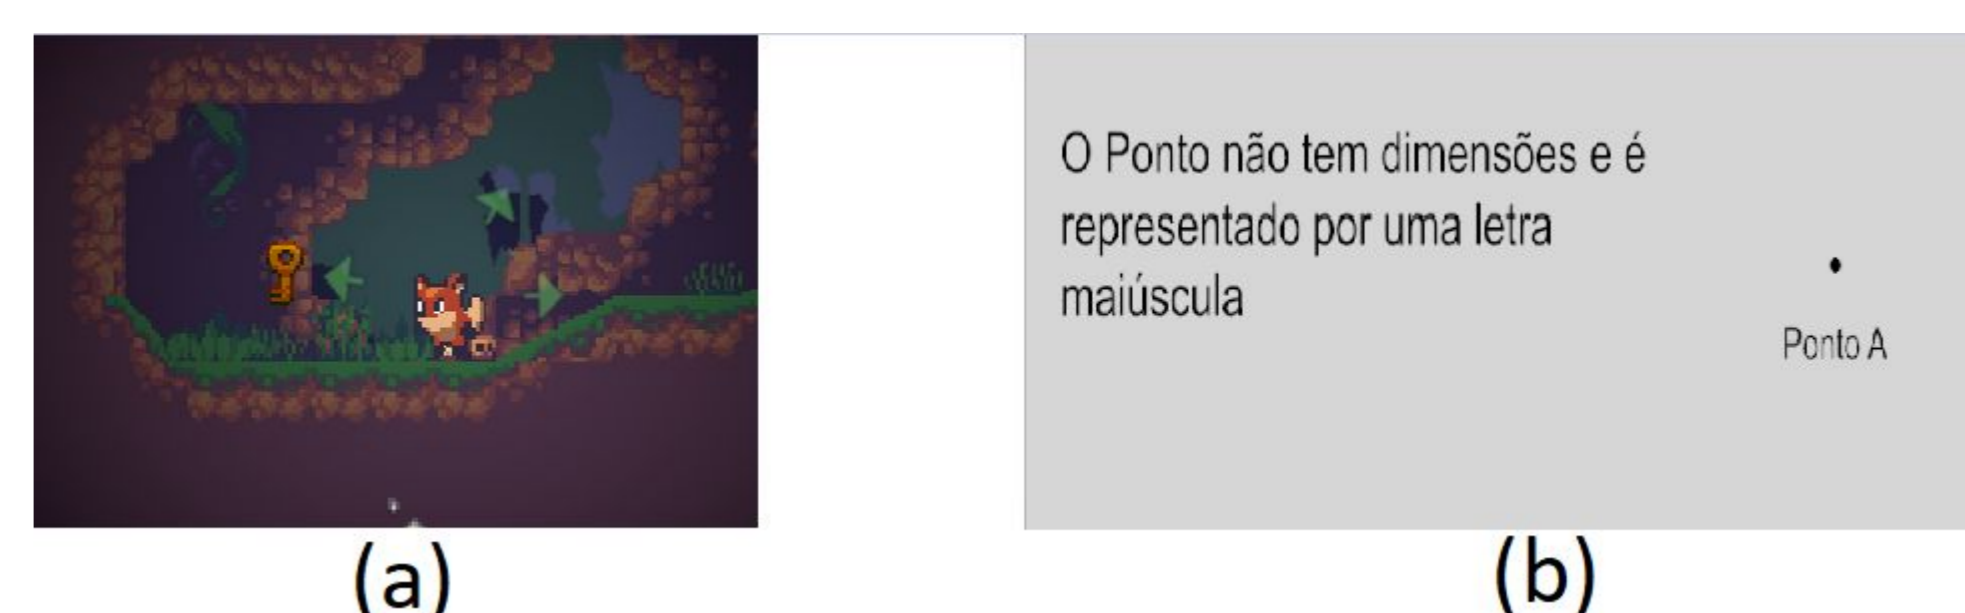 O Ponto não tem dimensões e é
representado por uma letra
maiúscula
Ponto A
(a)
(b)